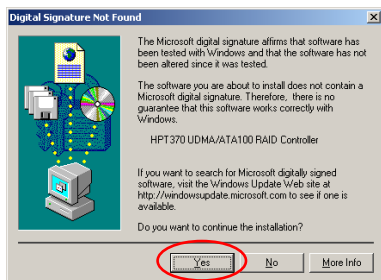 Digital Signature Not Found
The Microsoft digital signature affirms that software has
been tested with Windows and that the software has not
been altered since it was tested.
The software you are about to install does not contain a
Microsoft digital signature. Therefore, there is no
guarantee that this software works correctly with
Windows.
HPT370 UDMA/ATA100 RAID Controller
If you want to search for Microsoft digitally signed
software, visit the Windows Update Web site at
http://windowsupdate.microsoft.com to see if one is
available.
Do you want to continue the installation?
Yes No More Info